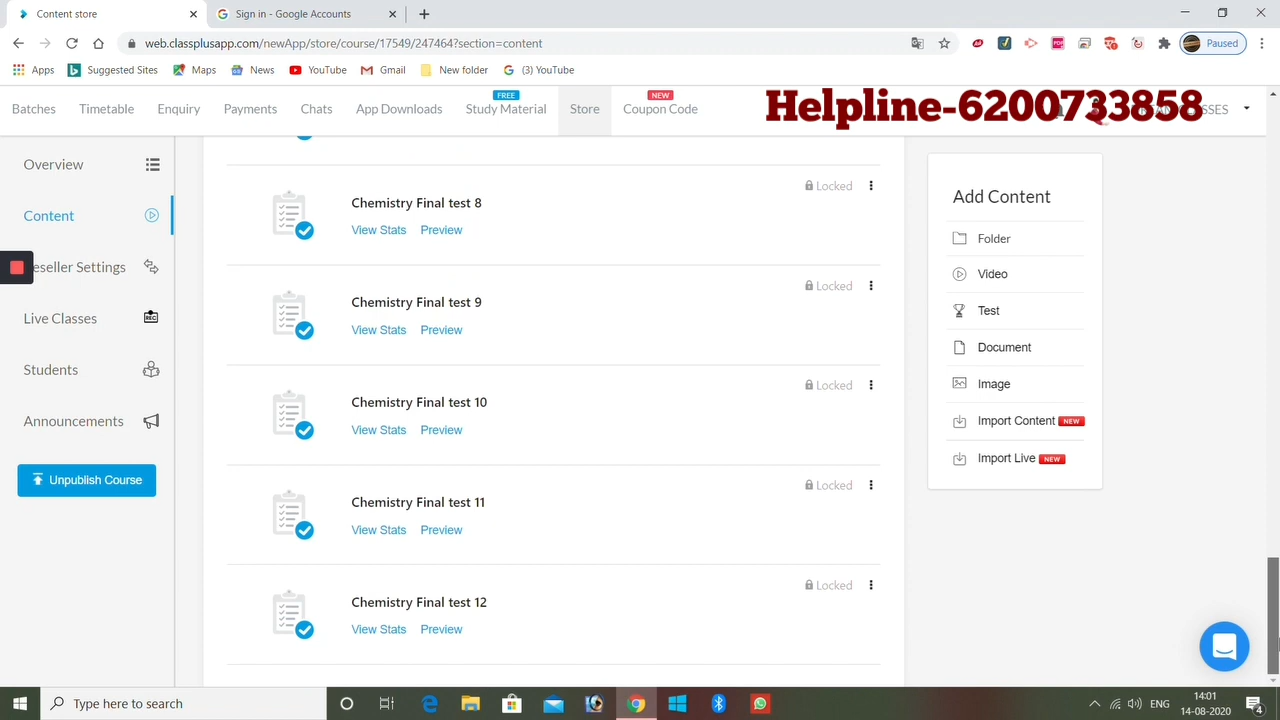 Content store
Sign in - Google Accounts
web.classplusapp.com/newApp/store/course/17549/247464?section=content
Paused
Apps
Suggested Sites
Maps
News
YouTube
Gmail
New folder
(3) YouTube
Batches
Timetable
Enquiry
Payments
Chats
App Downloads
FREE
Study Material
Store
NEW
Coupon Code
Helpline-6200733858
Overview
Content
Reseller Settings
Live Classes
Students
Announcements
Unpublish Course
Locked
Chemistry Final test 8
View Stats Preview
Locked
Chemistry Final test 9
View Stats Preview
Locked
Chemistry Final test 10
View Stats Preview
Locked
Chemistry Final test 11
View Stats Preview
Locked
Chemistry Final test 12
View Stats Preview
Add Content
Folder
Video
Test
Document
Image
Import Content NEW
Import Live NEW
Type here to search
ENG
14:01
14-08-2020
4